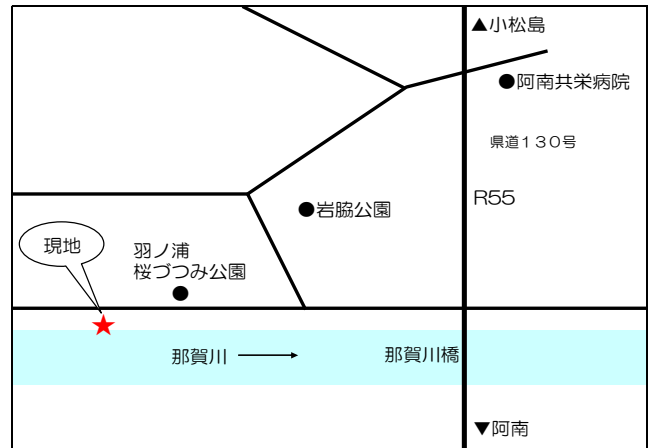 ▲小松島
●阿南共栄病院
県道130号
R55
●岩脇公園
現地
羽ノ浦
桜づつみ公園
那賀川
那賀川橋
▼阿南